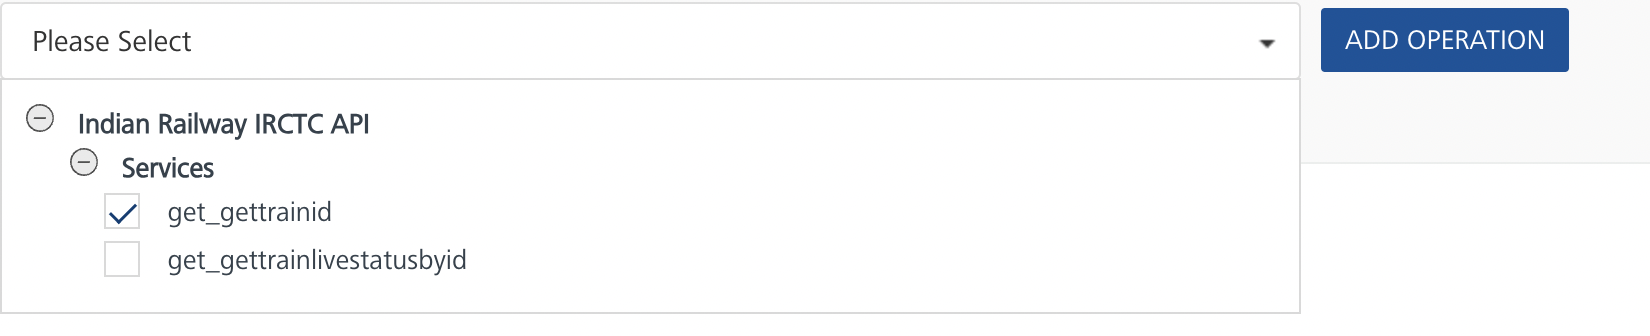 Please Select
ADD OPERATION
Indian Railway IRCTC API
Services
get_gettrainid
get_gettrainlivestatusbyid